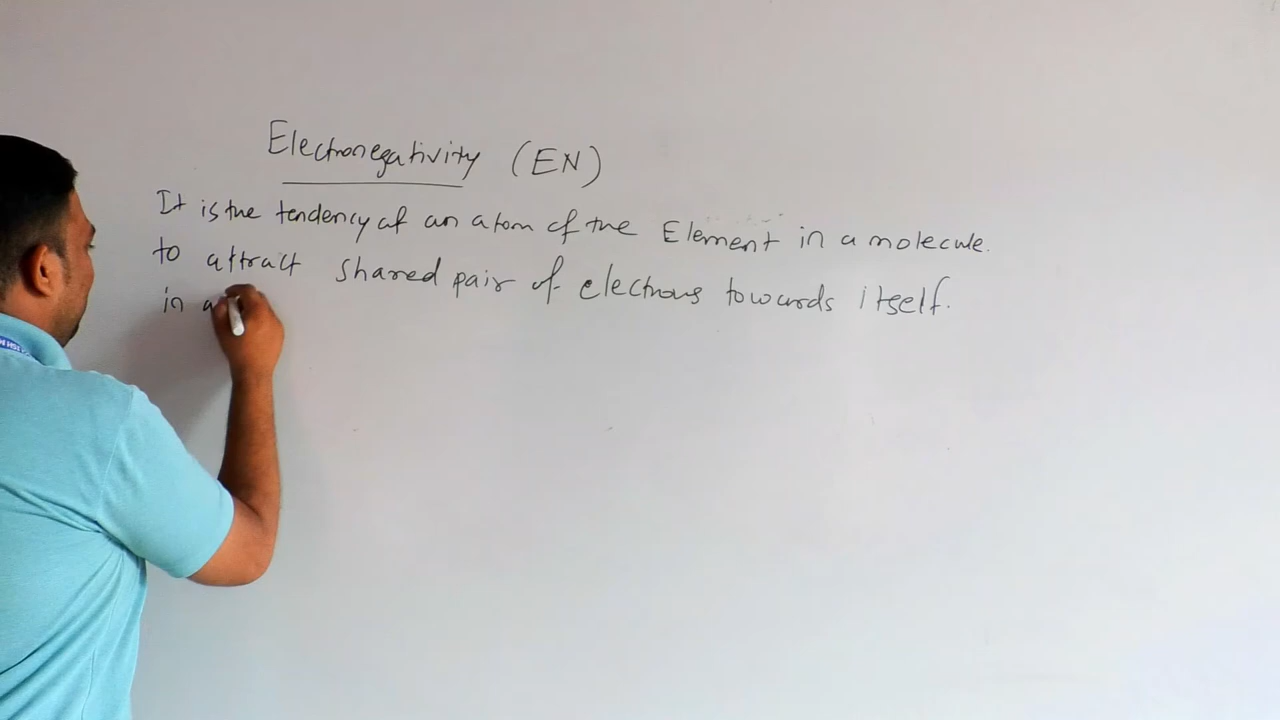 Electronegativity (EN)
It is the tendency of an atom of the Element in a molecule.
to attract shared pair of electrons towards itself.
in a